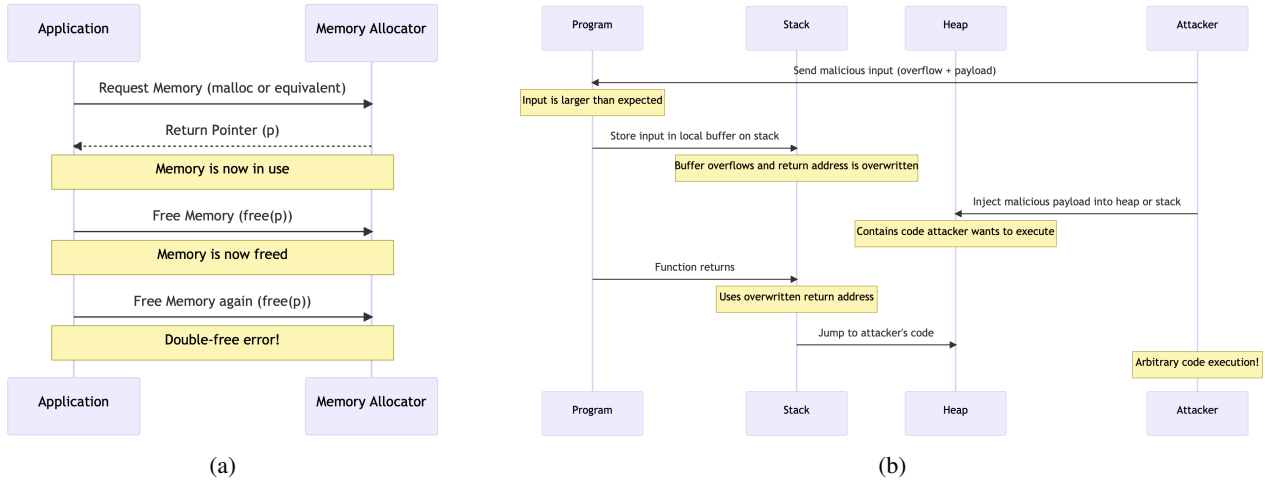 Application
Memory Allocator
Request Memory (malloc or equivalent)
Return Pointer (p)
Memory is now in use
Free Memory (free(p))
Memory is now freed
Free Memory again (free(p))
Double-free error!
Application
Memory Allocator
(a)
Program
Stack
Heap
Attacker
Send malicious input (overflow + payload)
Input is larger than expected
Store input in local buffer on stack
Buffer overflows and return address is overwritten
Inject malicious payload into heap or stack
Contains code attacker wants to execute
Function returns
Uses overwritten return address
Jump to attacker's code
Arbitrary code execution!
Program
Stack
Heap
Attacker
(b)